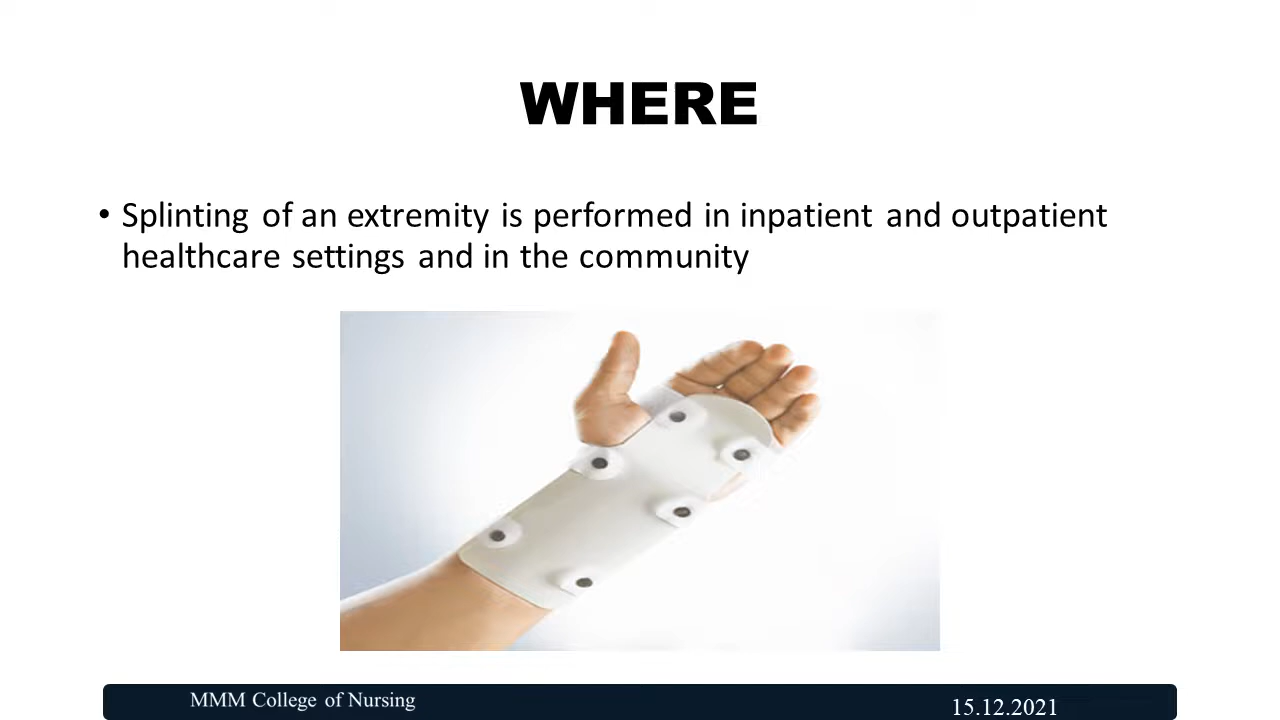 WHERE
• Splinting of an extremity is performed in inpatient and outpatient
healthcare settings and in the community
MMM College of Nursing
15.12.2021